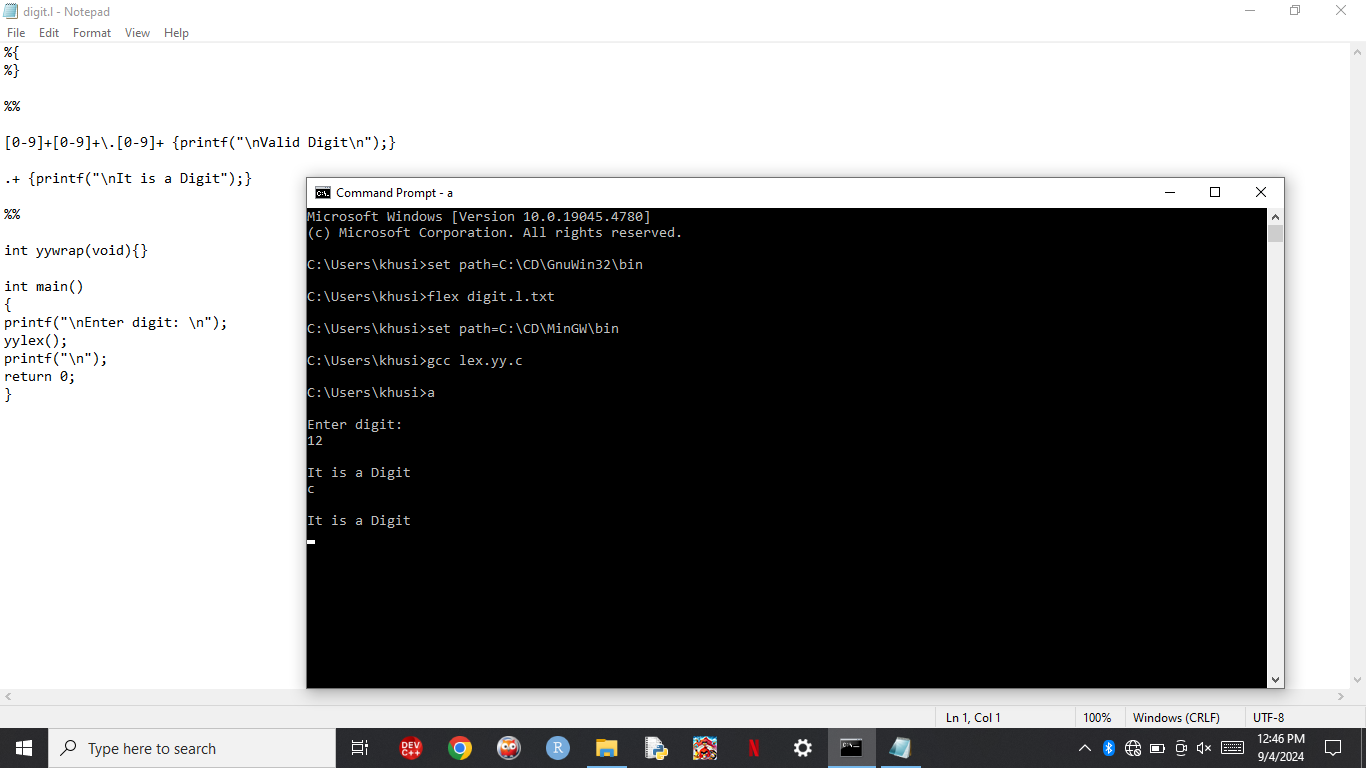 digit.l - Notepad
File Edit Format View Help
%{
%}
%%
[0-9]+[0-9]+\.[0-9]+ {printf("\nValid Digit\n");}
.+ {printf("\nIt is a Digit");}
%%
int yywrap(void){}
int main()
{
printf("\nEnter digit: \n");
yylex();
printf("\n");
return 0;
}
Command Prompt - a
Microsoft Windows [Version 10.0.19045.4780]
(c) Microsoft Corporation. All rights reserved.
C:\Users\khusi>set path=C:\CD\GnuWin32\bin
C:\Users\khusi>flex digit.l.txt
C:\Users\khusi>set path=C:\CD\MinGW\bin
C:\Users\khusi>gcc lex.yy.c
C:\Users\khusi>a
Enter digit:
12
It is a Digit
c
It is a Digit
Ln 1, Col 1 100% Windows (CRLF) UTF-8
Type here to search
DEV C++
R
N
12:46 PM
9/4/2024